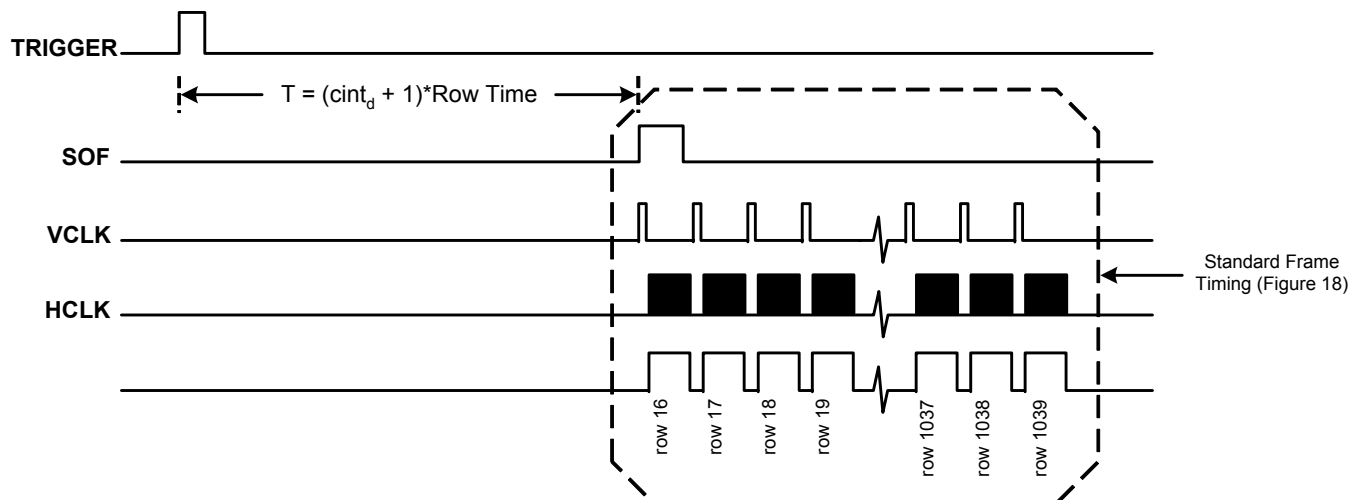 TRIGGER
T = (cint_d + 1)*Row Time
SOF
VCLK
HCLK
Standard Frame
Timing (Figure 18)
row 16
row 17
row 18
row 19
row 1037
row 1038
row 1039